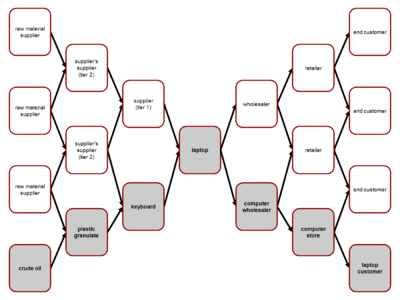 raw material
supplier
raw material
supplier
raw material
supplier
crude oil
supplier's
supplier
(tier 2)
supplier's
supplier
(tier 2)
plastic
granulate
supplier
(tier 1)
keyboard
laptop
wholesaler
computer
wholesaler
retailer
retailer
computer
store
end customer
end customer
end customer
laptop
customer